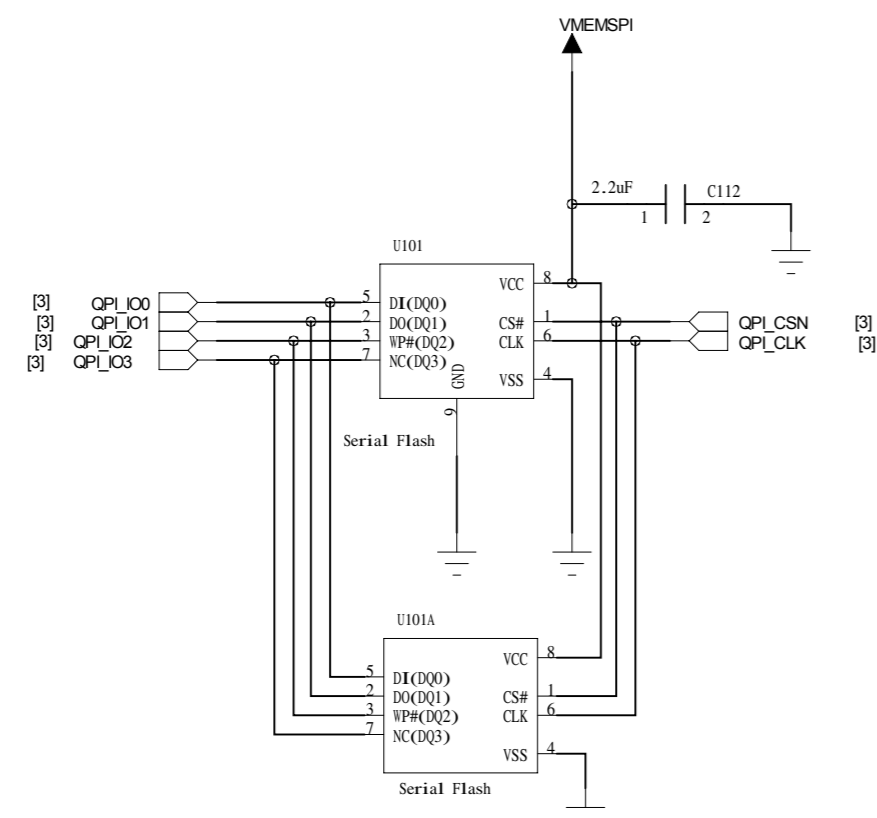 VMEMSPI
2.2uF C112
1 2
U101
[3] QPI_IO0 5 DI(DQ0) VCC 8
[3] QPI_IO1 2 DO(DQ1) CS# 1 QPI_CSN [3]
[3] QPI_IO2 3 WP#(DQ2) CLK 6 QPI_CLK [3]
[3] QPI_IO3 7 NC(DQ3) GND VSS 4
9
Serial Flash
U101A
VCC 8
5 DI(DQ0)
2 DO(DQ1) CS# 1
3 WP#(DQ2) CLK 6
7 NC(DQ3)
VSS 4
Serial Flash